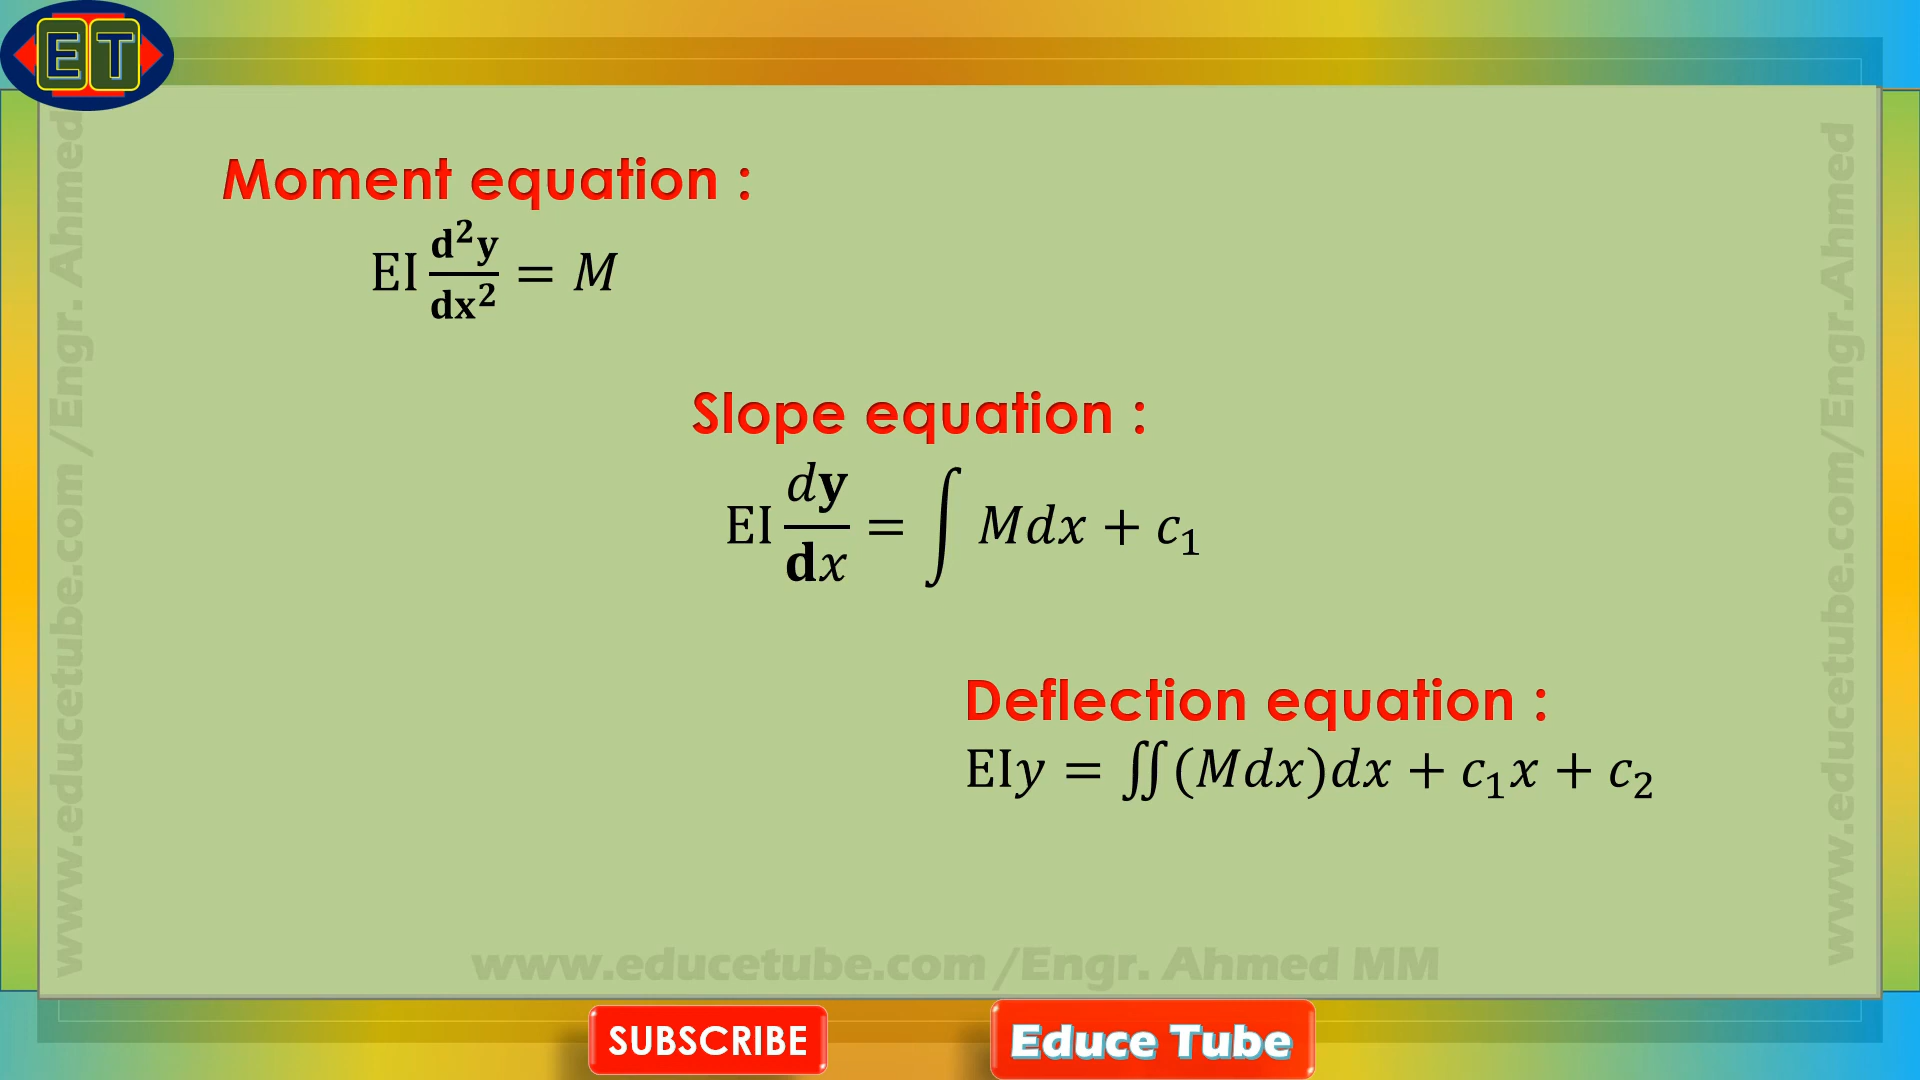 ET
Moment equation :
EI d²y/dx² = M
Slope equation :
EI dy/dx = ∫ Mdx + c₁
Deflection equation :
EIy = ∬(Mdx)dx + c₁x + c₂
www.educetube.com /Engr. Ahmed
www.educetube.com/Engr.Ahmed
www.educetube.com /Engr. Ahmed MM
SUBSCRIBE
Educe Tube